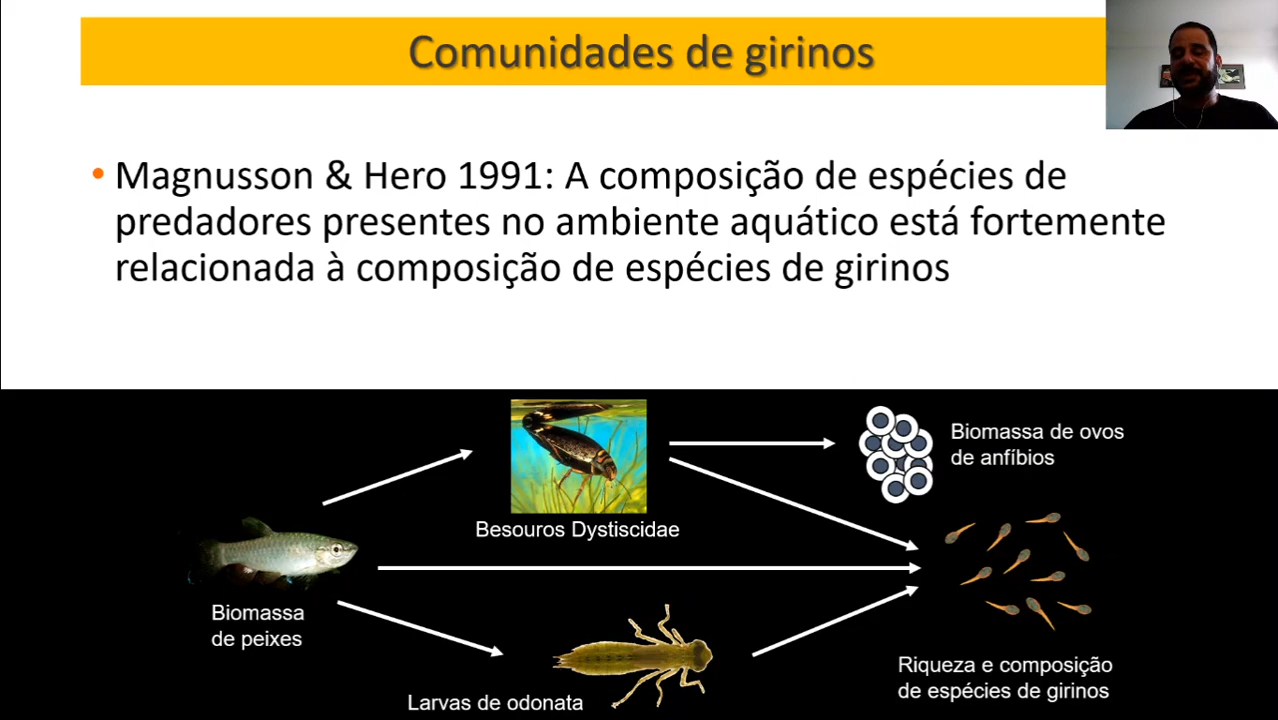 Comunidades de girinos
• Magnusson & Hero 1991: A composição de espécies de
predadores presentes no ambiente aquático está fortemente
relacionada à composição de espécies de girinos
Biomassa de ovos
de anfíbios
Besouros Dystiscidae
Biomassa
de peixes
Larvas de odonata
Riqueza e composição
de espécies de girinos